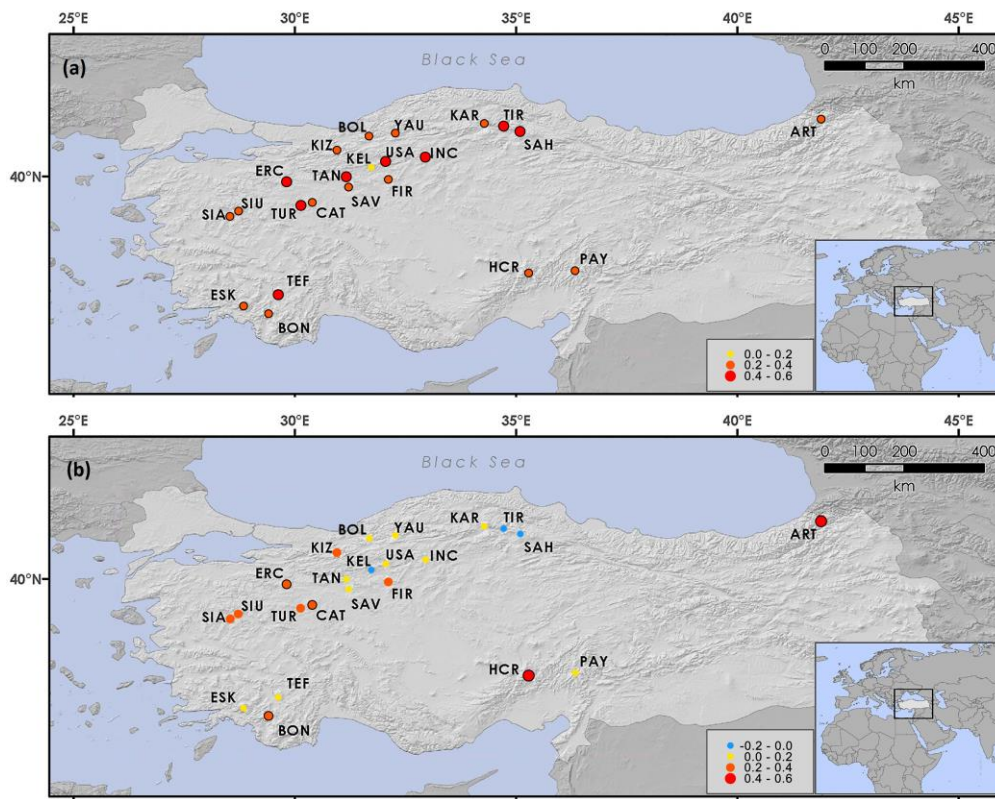 25°E 30°E 35°E 40°E 45°E
(a)
Black Sea
0 100 200 400
km
KAR TIR
BOL YAU
SAH
ART
KIZ
KEL USA INC
40°N
ERC TAN
FIR
SAV
SIA SIU
TUR CAT
HCR PAY
TEF
ESK
BON
0.0 - 0.2
0.2 - 0.4
0.4 - 0.6
25°E 30°E 35°E 40°E 45°E
(b)
Black Sea
0 100 200 400
km
KAR TIR
BOL YAU
SAH
ART
KIZ
KEL USA INC
40°N
ERC TAN
FIR
SAV
SIA SIU
TUR CAT
HCR PAY
TEF
ESK
BON
-0.2 - 0.0
0.0 - 0.2
0.2 - 0.4
0.4 - 0.6